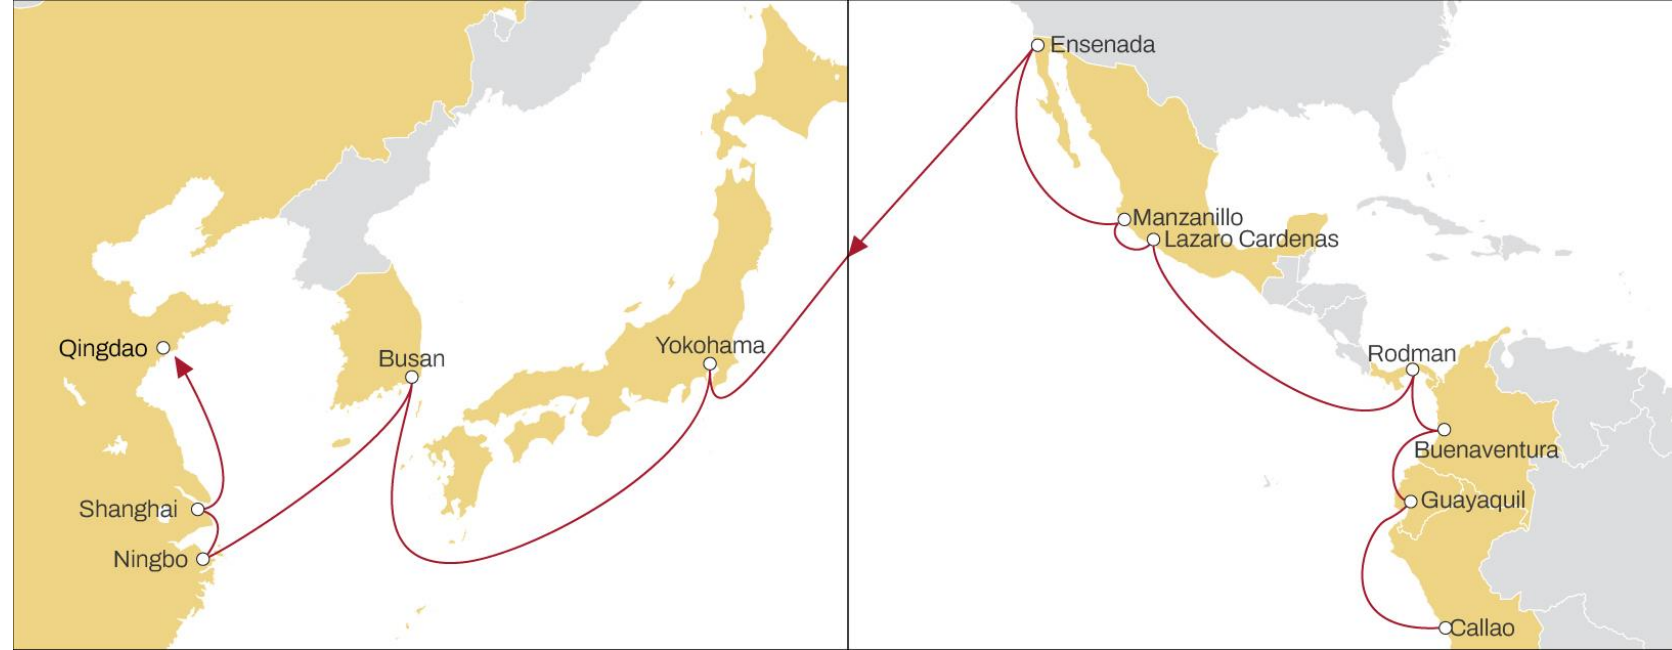 Qingdao
Busan
Yokohama
Shanghai
Ningbo
Ensenada
Manzanillo
Lazaro Cardenas
Rodman
Buenaventura
Guayaquil
Callao